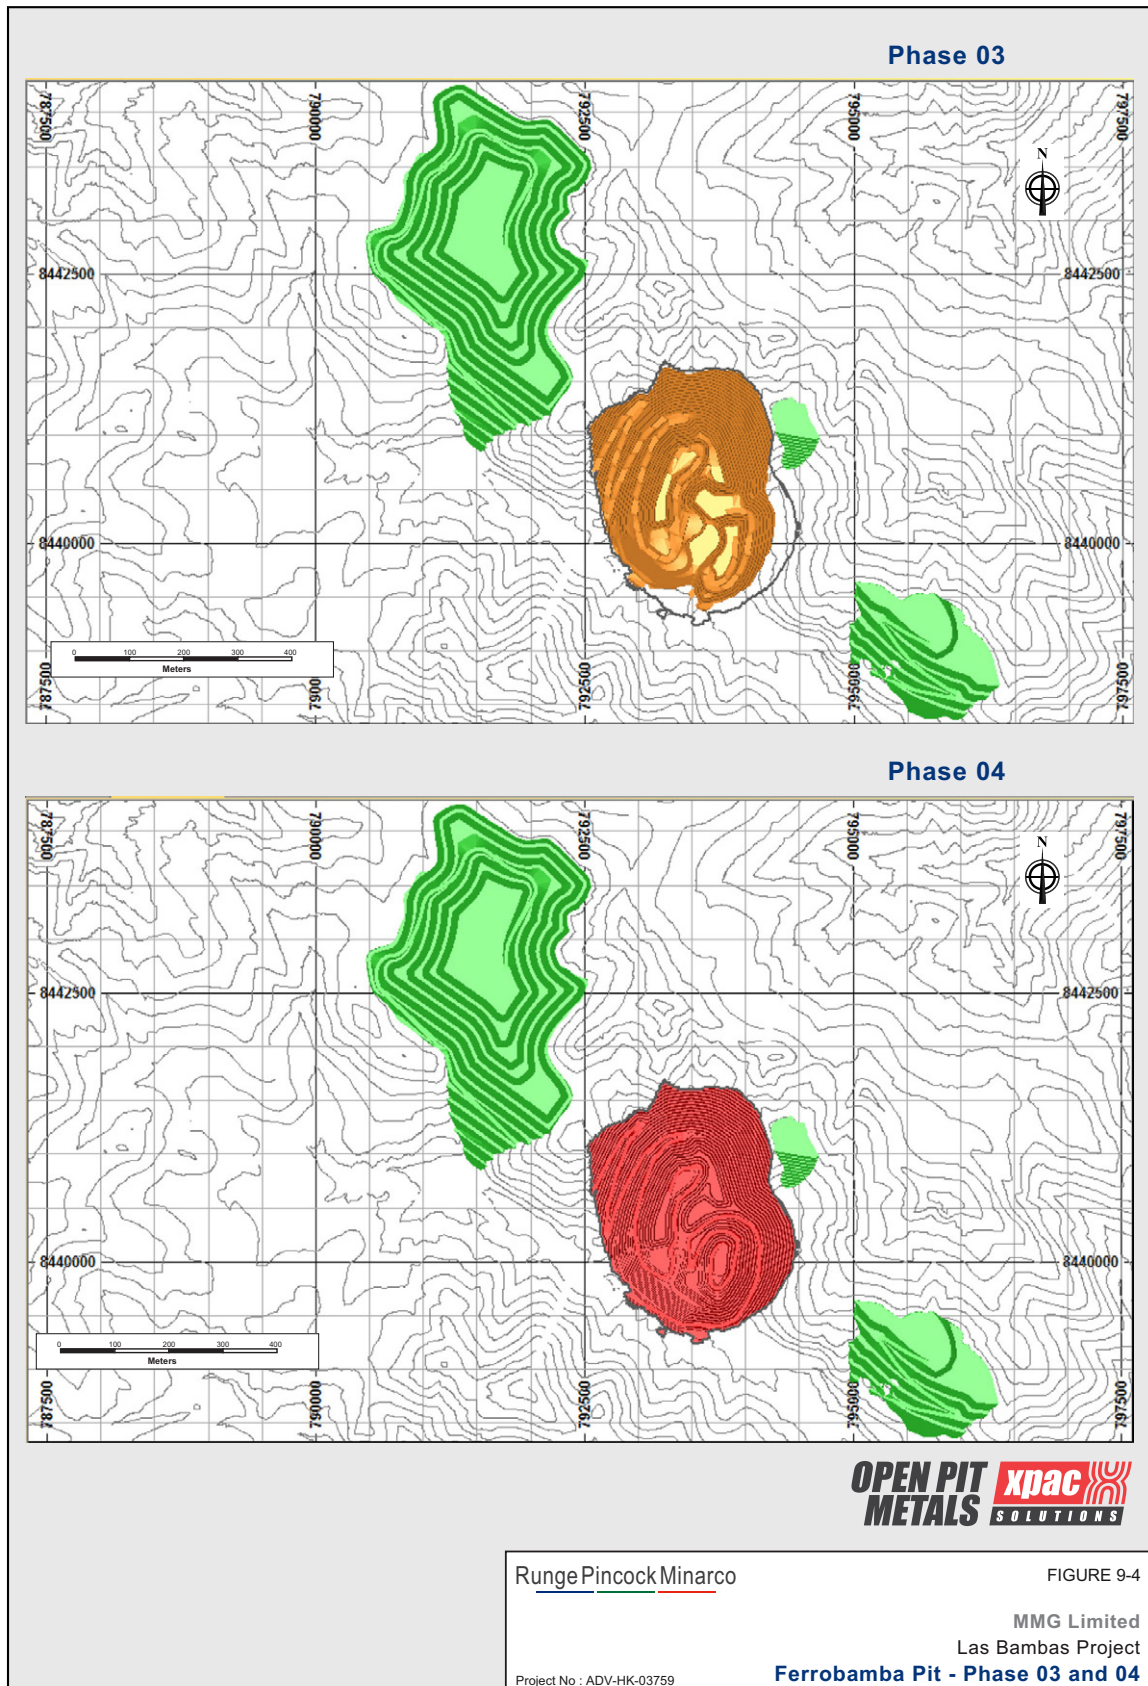 Phase 03
787500
790000
792500
795000
797500
N
8442500
8442500
8440000
8440000
0 100 200 300 400
Meters
787500
7900
792500
795000
797500
Phase 04
787500
790000
792500
795000
797500
N
8442500
8442500
8440000
8440000
0 100 200 300 400
Meters
787500
790000
792500
795000
797500
OPEN PIT
METALS
xpac
SOLUTIONS
Runge Pincock Minarco
FIGURE 9-4
MMG Limited
Las Bambas Project
Project No : ADV-HK-03759
Ferrobamba Pit - Phase 03 and 04